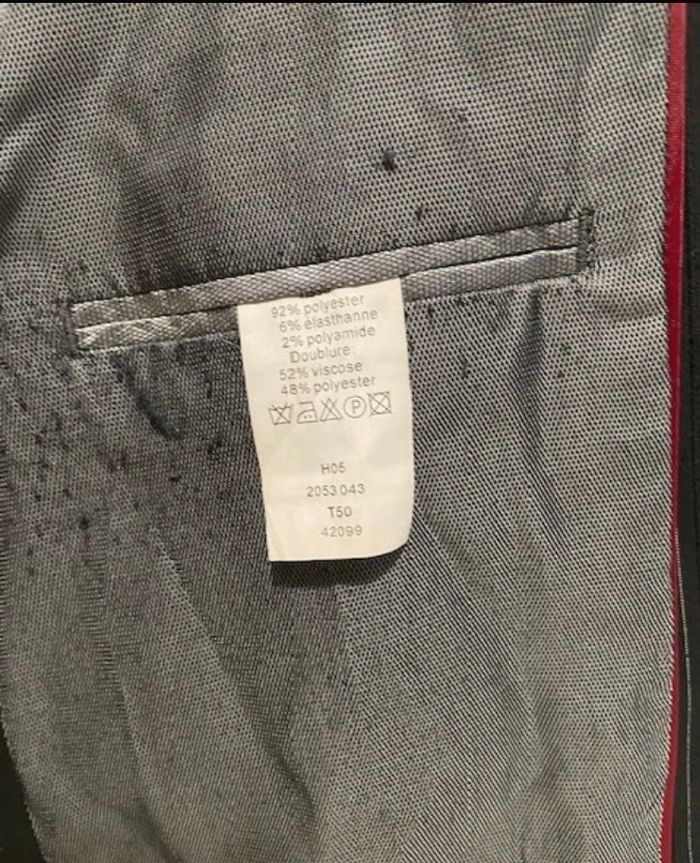 92% polyester
6% élasthanne
2% polyamide
Doublure
52% viscose
48% polyester
P
H05
2053 043
T50
42099